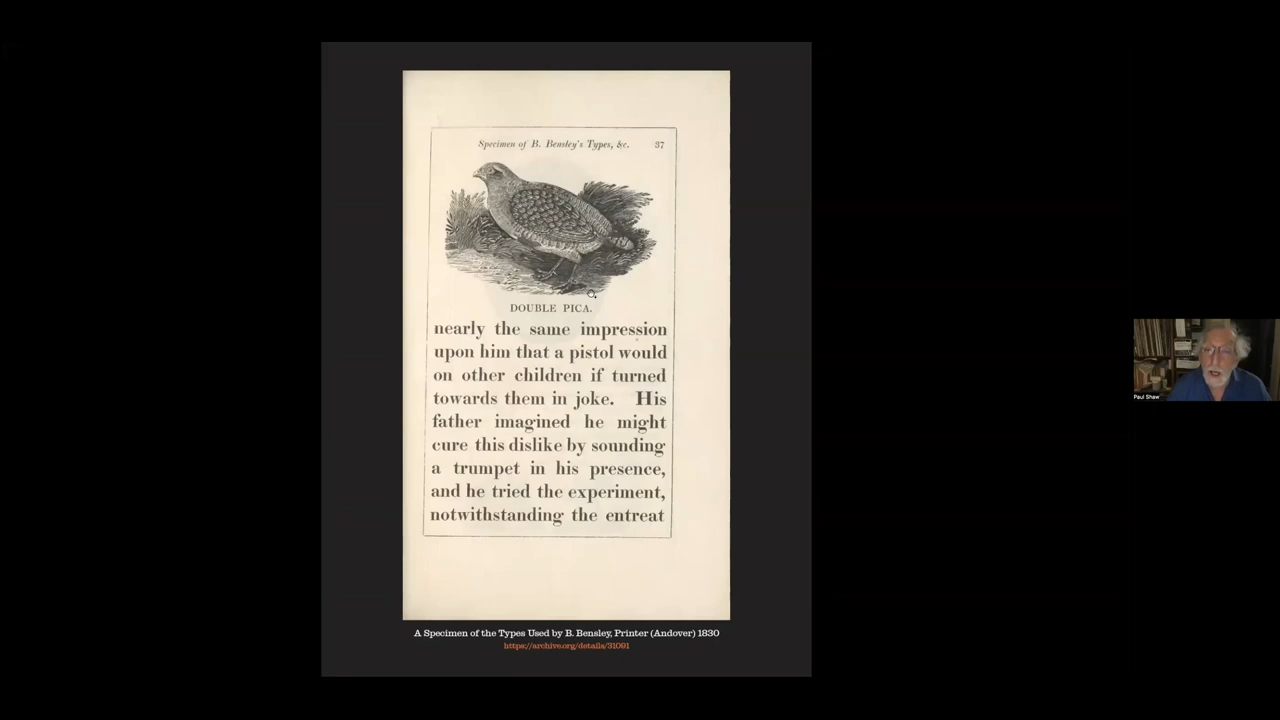 Specimen of B. Bensley's Types, &c. 37
DOUBLE PICA.
nearly the same impression
upon him that a pistol would
on other children if turned
towards them in joke. His
father imagined he might
cure this dislike by sounding
a trumpet in his presence,
and he tried the experiment,
notwithstanding the entreat
A Specimen of the Types Used by B. Bensley, Printer (Andover) 1830
https://archive.org/details/31091
Paul Shaw